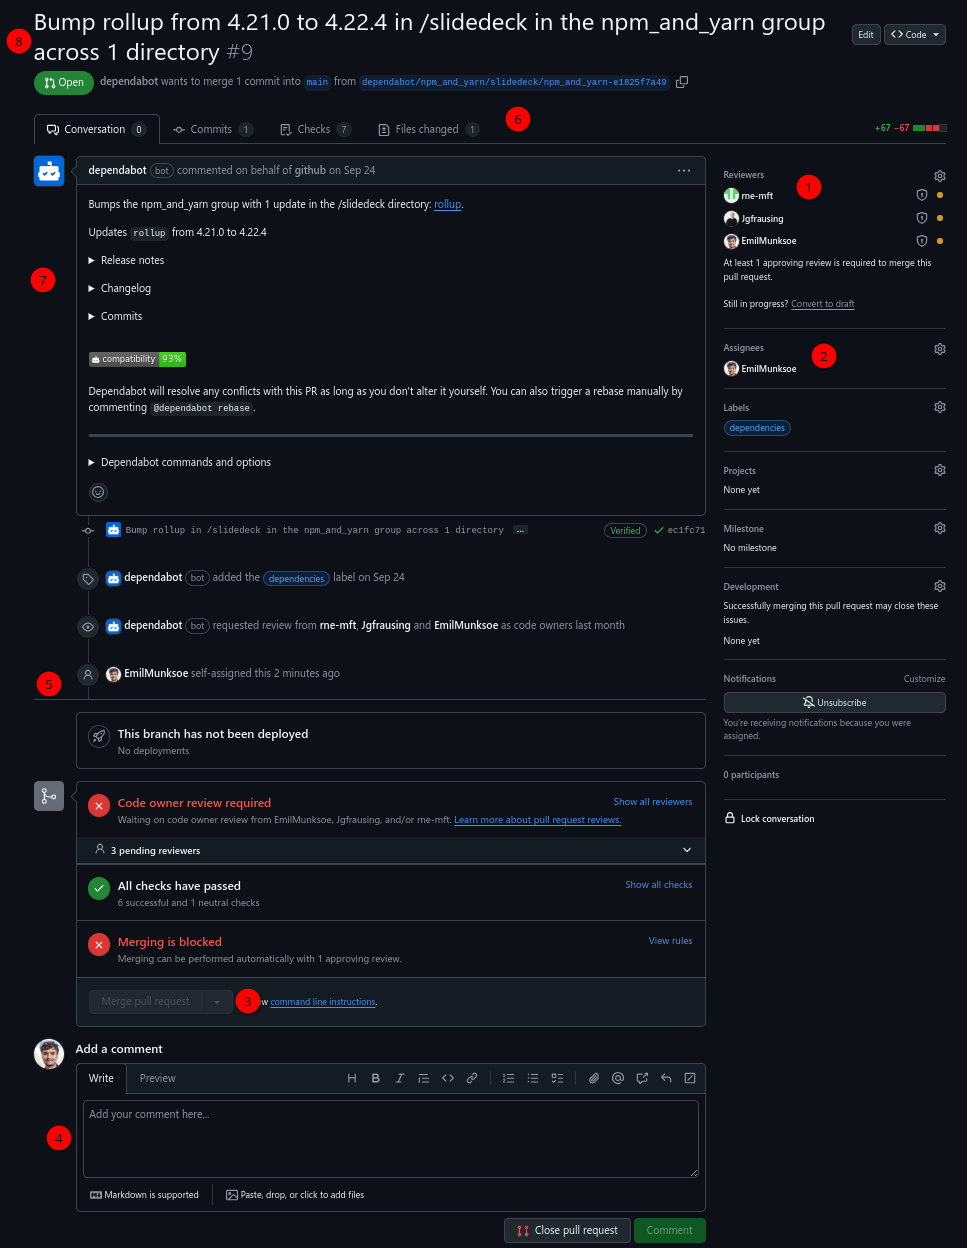 Bump rollup from 4.21.0 to 4.22.4 in /slidedeck in the npm_and_yarn group
across 1 directory #9
8
Edit
Code
Open
dependabot wants to merge 1 commit into main from dependabot/npm_and_yarn/slidedeck/npm_and_yarn-e1825f7a49
Conversation 0
Commits 1
Checks 7
Files changed 1
6
+67 −67
dependabot bot commented on behalf of github on Sep 24
Bumps the npm_and_yarn group with 1 update in the /slidedeck directory: rollup.
Updates rollup from 4.21.0 to 4.22.4
Release notes
7
Changelog
Commits
compatibility 93%
Dependabot will resolve any conflicts with this PR as long as you don't alter it yourself. You can also trigger a rebase manually by
commenting @dependabot rebase.
Dependabot commands and options
Bump rollup in /slidedeck in the npm_and_yarn group across 1 directory ...
Verified ec1fc71
dependabot bot added the dependencies label on Sep 24
dependabot bot requested review from rne-mft, Jgfrausing and EmilMunksoe as code owners last month
EmilMunksoe self-assigned this 2 minutes ago
5
This branch has not been deployed
No deployments
Code owner review required
Show all reviewers
Waiting on code owner review from EmilMunksoe, Jgfrausing, and/or rne-mft. Learn more about pull request reviews.
3 pending reviewers
All checks have passed
Show all checks
6 successful and 1 neutral checks
Merging is blocked
View rules
Merging can be performed automatically with 1 approving review.
Merge pull request
3
w command line instructions.
Add a comment
Write
Preview
Add your comment here...
4
Markdown is supported
Paste, drop, or click to add files
Close pull request
Comment
Reviewers
1
rne-mft
Jgfrausing
EmilMunksoe
At least 1 approving review is required to merge this
pull request.
Still in progress? Convert to draft
Assignees
2
EmilMunksoe
Labels
dependencies
Projects
None yet
Milestone
No milestone
Development
Successfully merging this pull request may close these
issues.
None yet
Notifications
Customize
Unsubscribe
You're receiving notifications because you were
assigned.
0 participants
Lock conversation